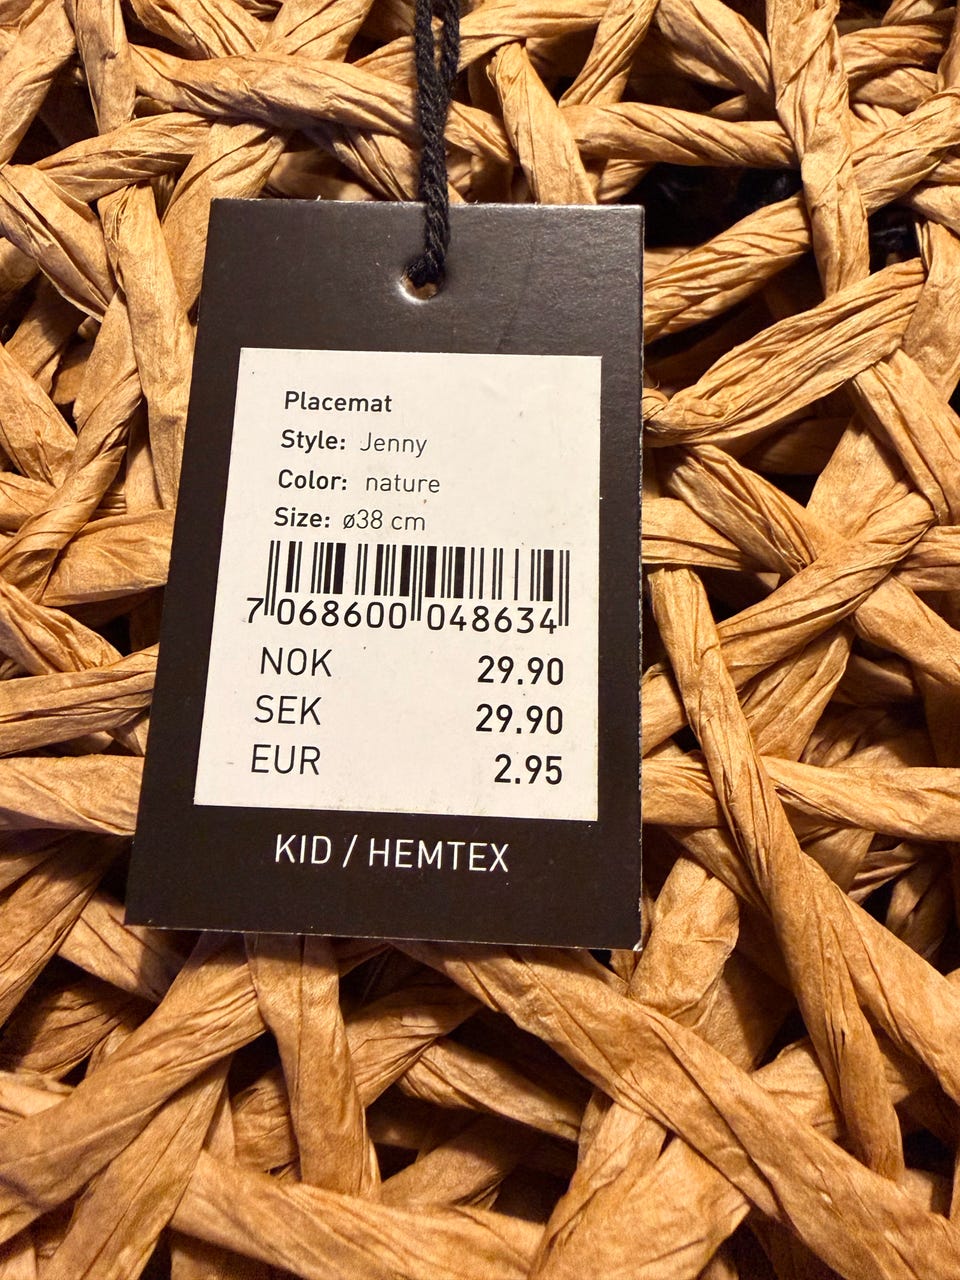 Placemat
Style: Jenny
Color: nature
Size: ø38 cm
7 068600 048634
NOK 29.90
SEK 29.90
EUR 2.95
KID / HEMTEX